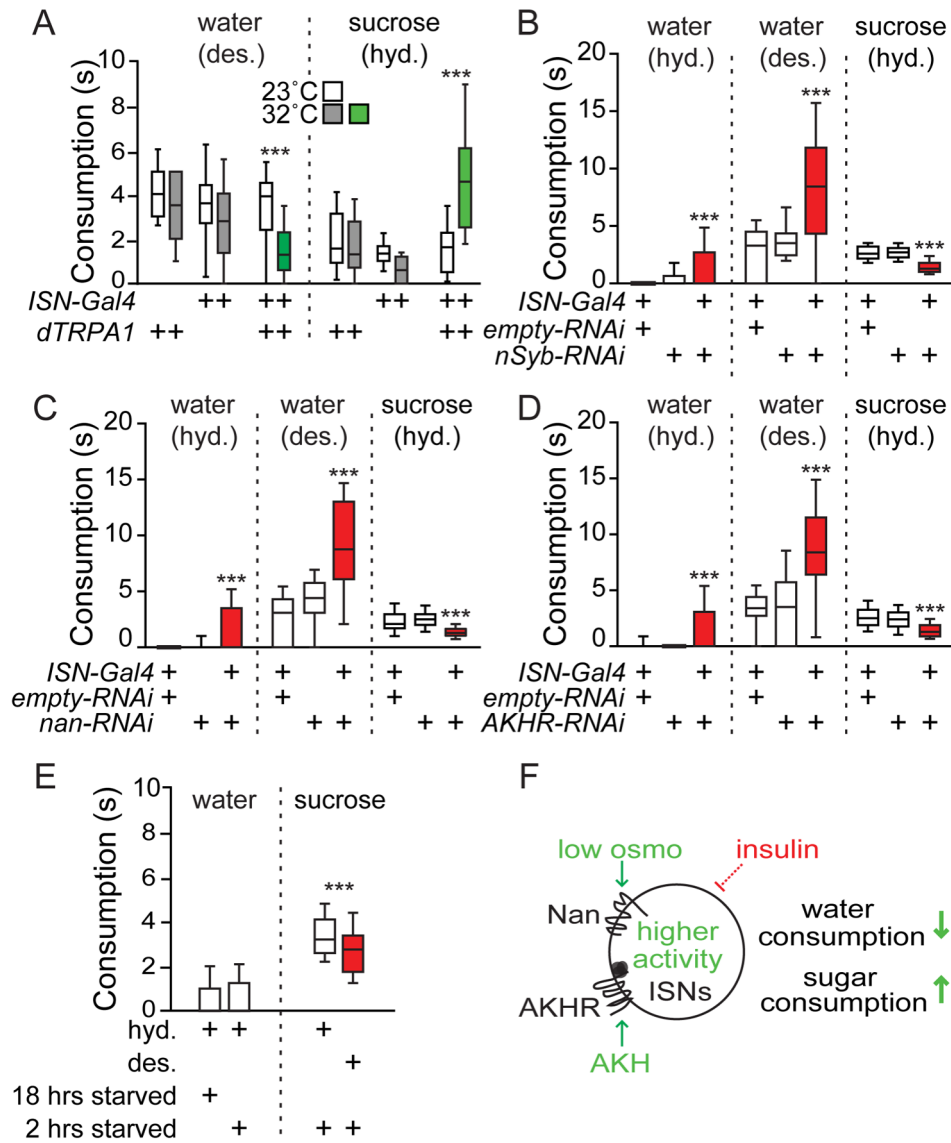 A
water
(des.)
sucrose
(hyd.)
23°C
32°C
Consumption (s)
10
8
6
4
2
0
***
***
ISN-Gal4 ++ ++ ++ ++
dTRPA1 ++ ++ ++ ++
B
water
(hyd.)
water
(des.)
sucrose
(hyd.)
Consumption (s)
20
15
10
5
0
***
***
***
ISN-Gal4 + + + + + +
empty-RNAi + + +
nSyb-RNAi + + + + + +
C
water
(hyd.)
water
(des.)
sucrose
(hyd.)
Consumption (s)
20
15
10
5
0
***
***
***
ISN-Gal4 + + + + + +
empty-RNAi + + +
nan-RNAi + + + + + +
D
water
(hyd.)
water
(des.)
sucrose
(hyd.)
Consumption (s)
20
15
10
5
0
***
***
***
ISN-Gal4 + + + + + +
empty-RNAi + + +
AKHR-RNAi + + + + + +
E
water
sucrose
Consumption (s)
10
8
6
4
2
0
***
hyd. + + +
des. +
18 hrs starved +
2 hrs starved + + +
F
low osmo
insulin
Nan
higher
activity
ISNs
AKHR
AKH
water
consumption
sugar
consumption